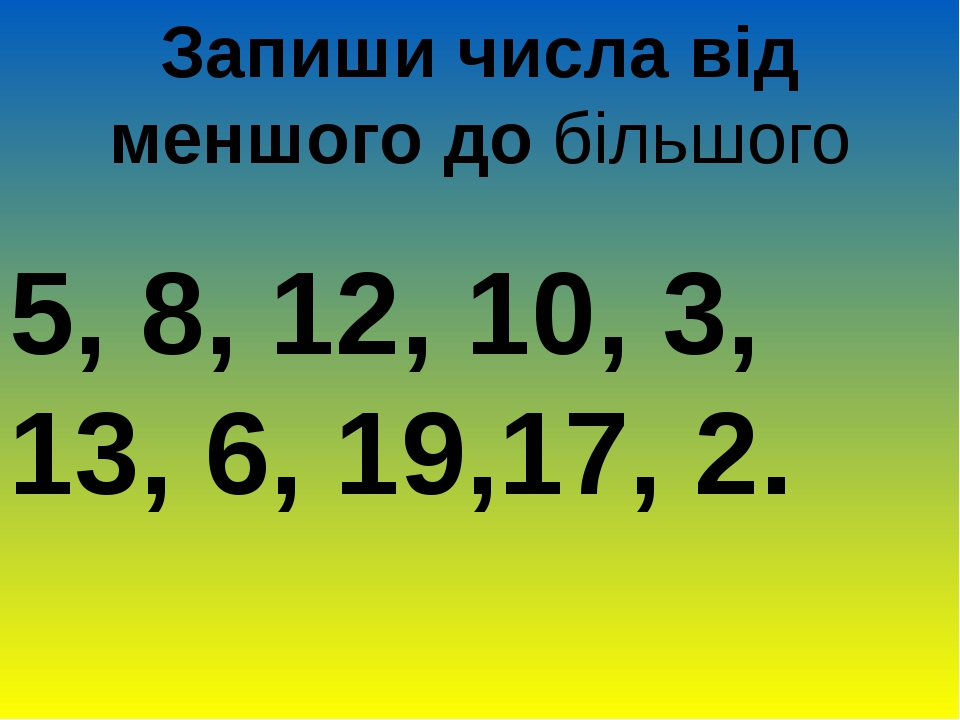 Запиши числа від
меншого до більшого
5, 8, 12, 10, 3,
13, 6, 19,17, 2.